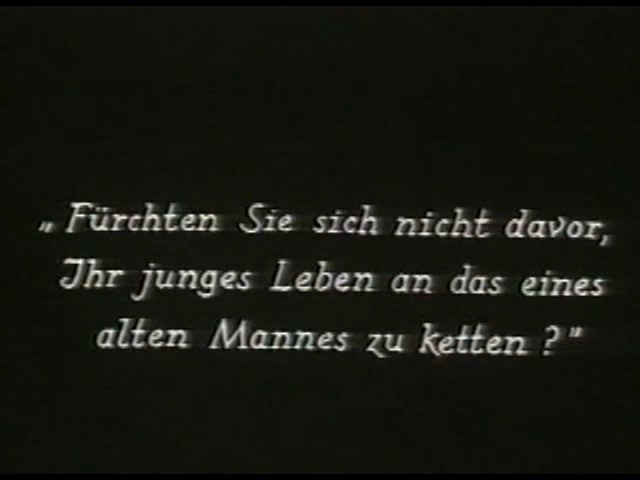 „Fürchten Sie sich nicht davor,
Ihr junges Leben an das eines
alten Mannes zu ketten?"